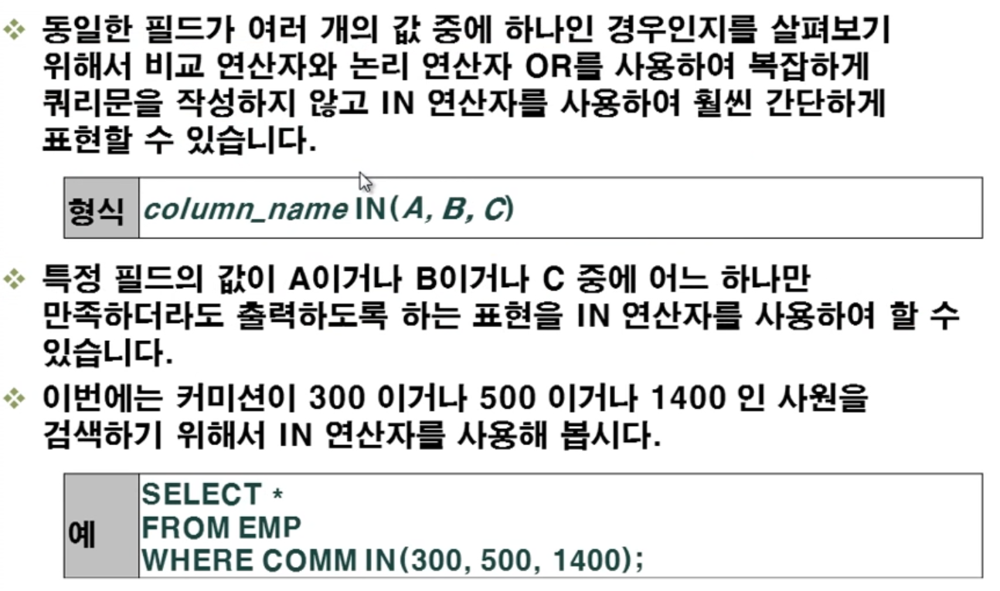 동일한 필드가 여러 개의 값 중에 하나인 경우인지를 살펴보기
위해서 비교 연산자와 논리 연산자 OR를 사용하여 복잡하게
쿼리문을 작성하지 않고 IN 연산자를 사용하여 훨씬 간단하게
표현할 수 있습니다.
형식 column_name IN(A, B, C)
특정 필드의 값이 A이거나 B이거나 C 중에 어느 하나만
만족하더라도 출력하도록 하는 표현을 IN 연산자를 사용하여 할 수
있습니다.
이번에는 커미션이 300 이거나 500 이거나 1400 인 사원을
검색하기 위해서 IN 연산자를 사용해 봅시다.
예
SELECT *
FROM EMP
WHERE COMM IN(300, 500, 1400);